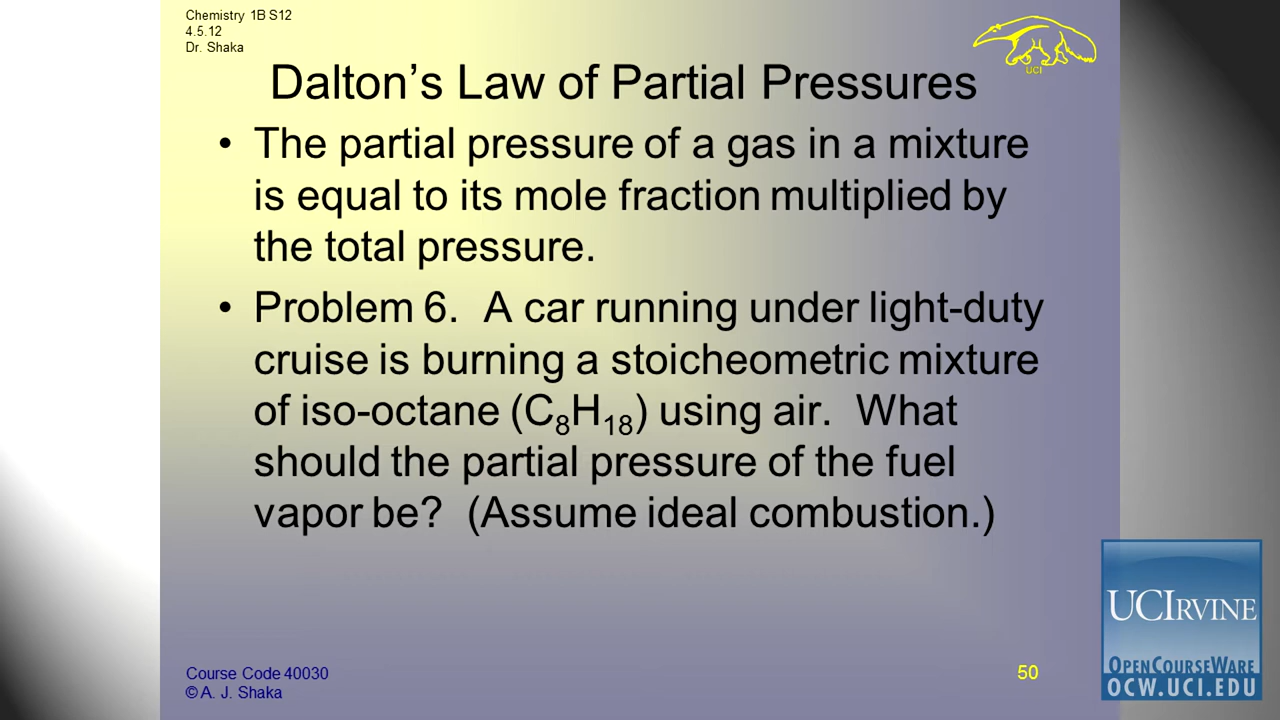 Chemistry 1B S12
4.5.12
Dr. Shaka
UCI
Dalton’s Law of Partial Pressures
• The partial pressure of a gas in a mixture
is equal to its mole fraction multiplied by
the total pressure.
• Problem 6.  A car running under light-duty
cruise is burning a stoicheometric mixture
of iso-octane (C₈H₁₈) using air.  What
should the partial pressure of the fuel
vapor be?  (Assume ideal combustion.)
UCIRVINE
OPENCOURSEWARE
OCW.UCI.EDU
Course Code 40030
© A. J. Shaka
50